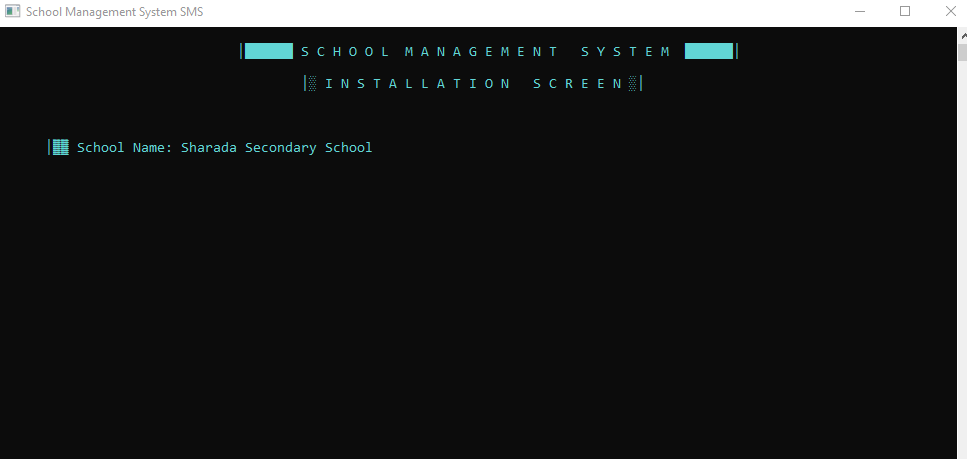 School Management System SMS
S C H O O L  M A N A G E M E N T   S Y S T E M
I N S T A L L A T I O N   S C R E E N
School Name: Sharada Secondary School